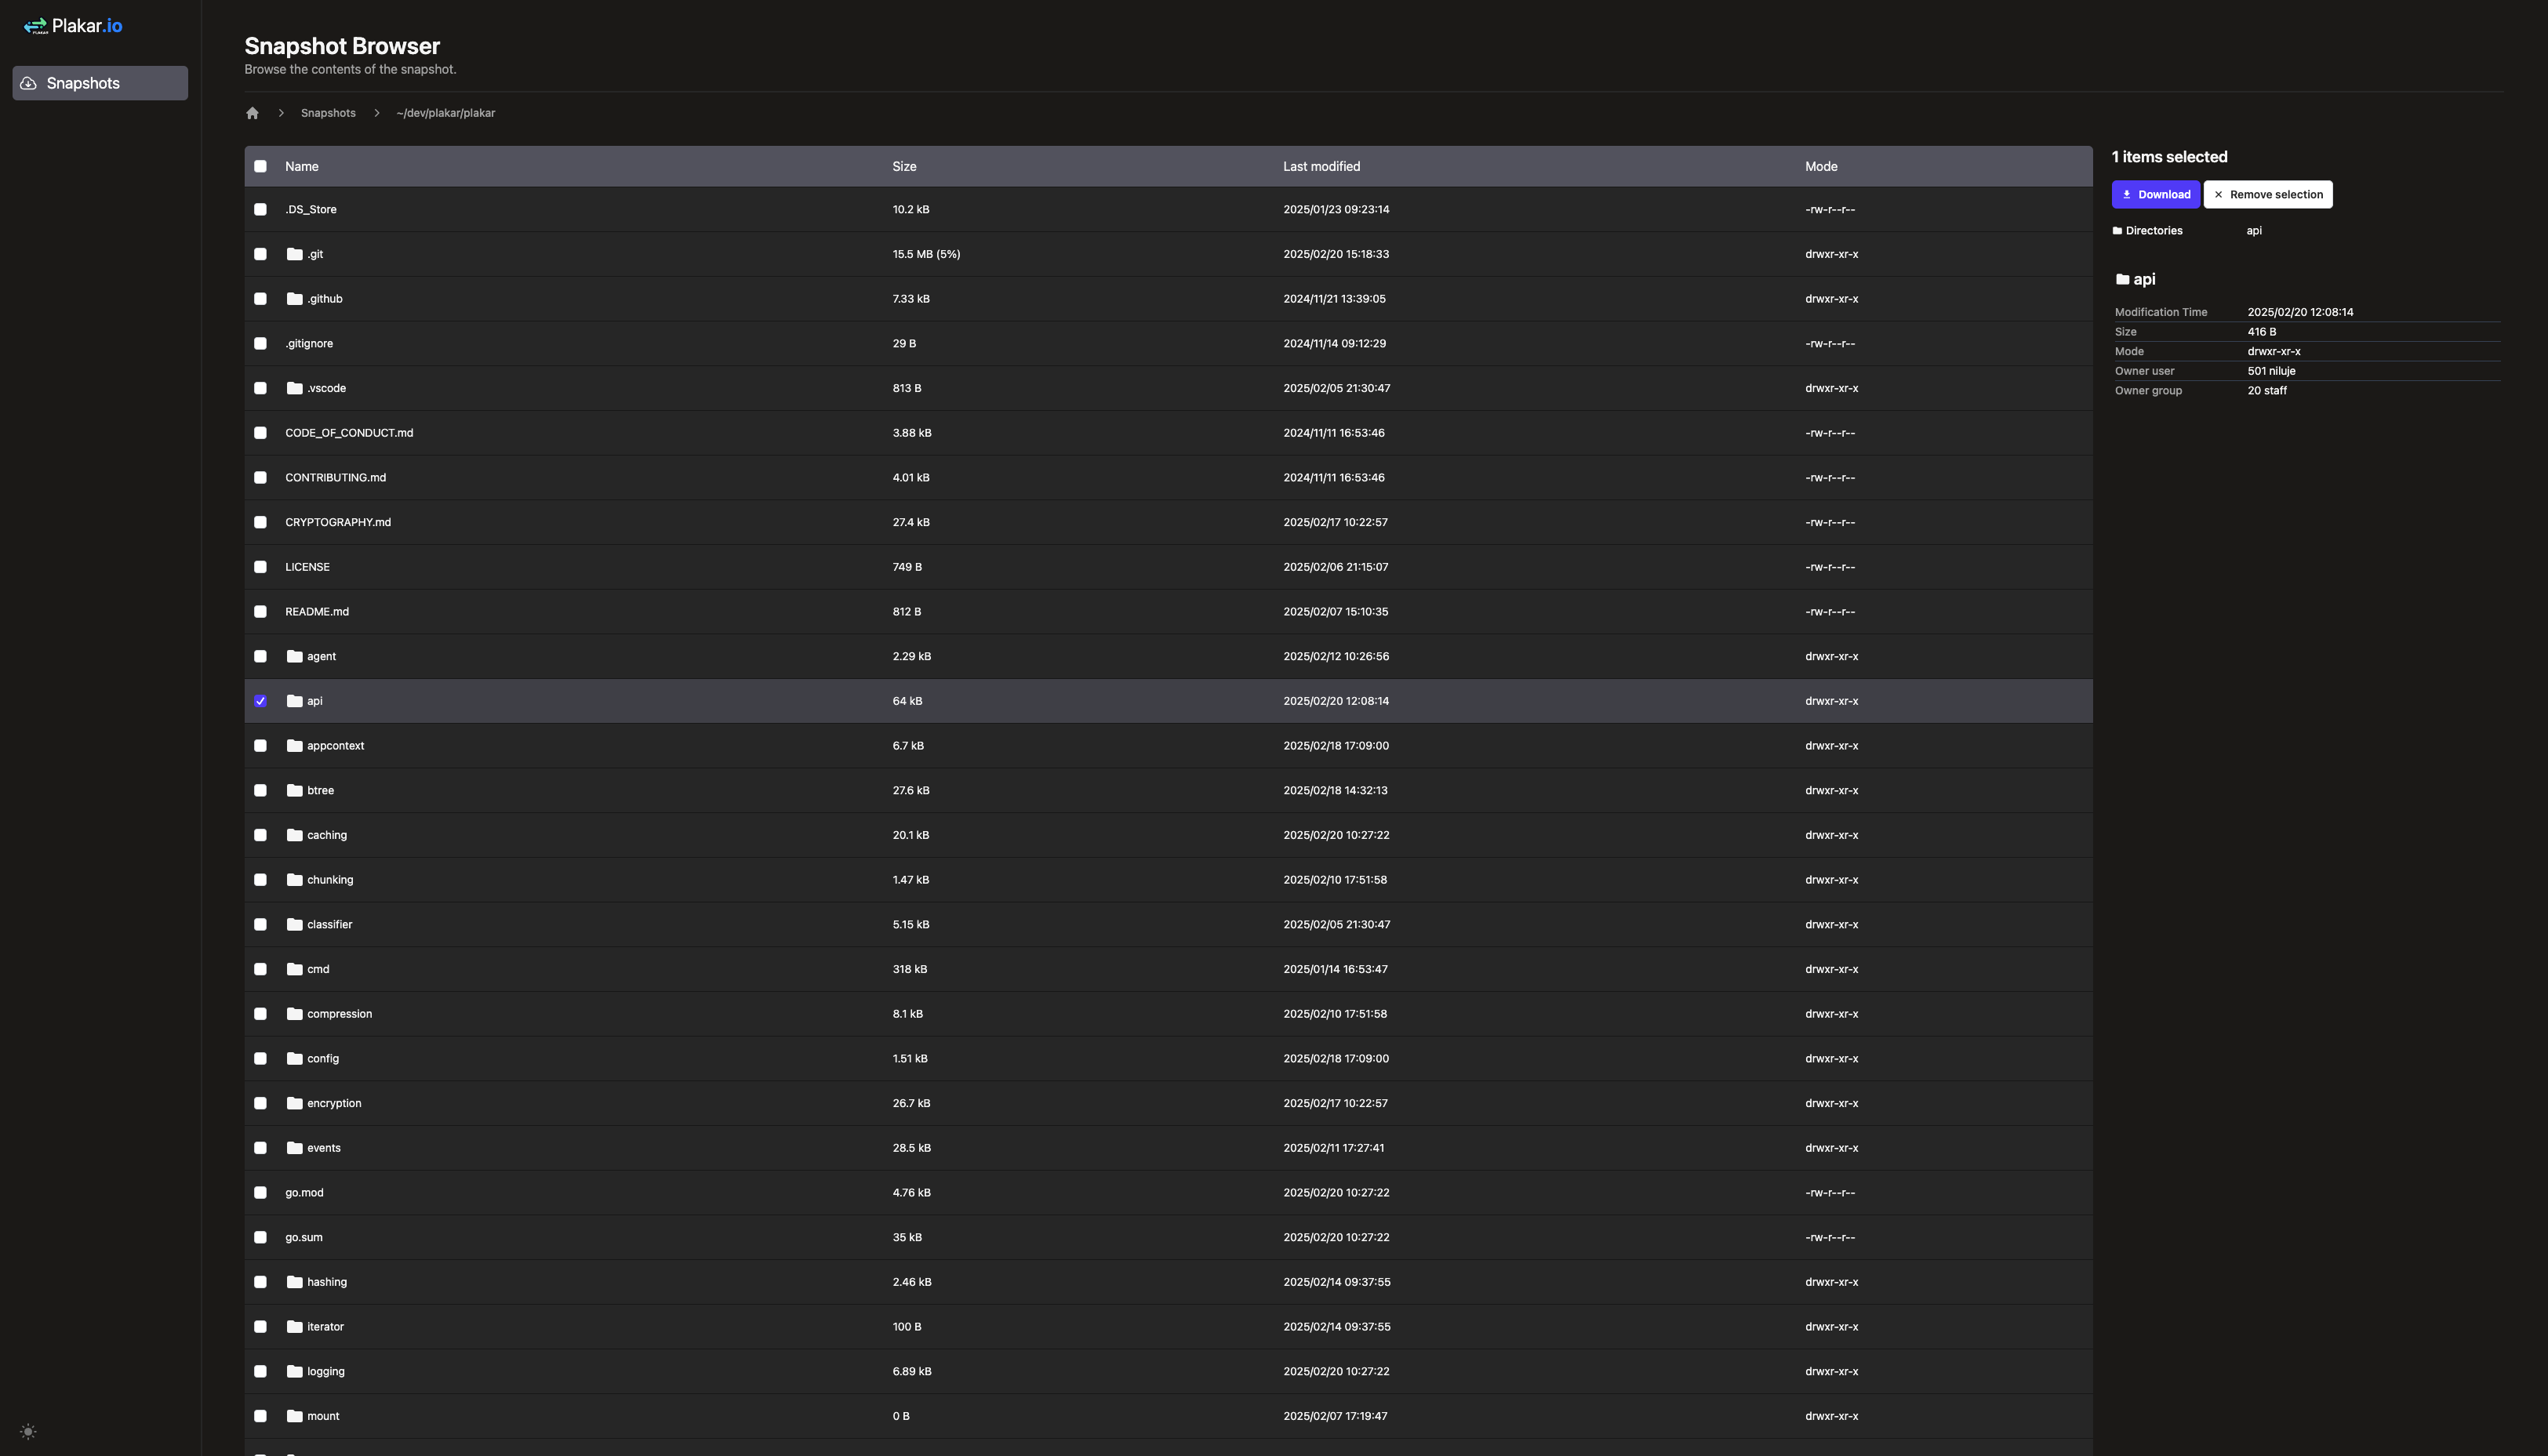 Plakar.io
Snapshots
Snapshot Browser
Browse the contents of the snapshot.
Snapshots ~/dev/plakar/plakar
Name Size Last modified Mode
.DS_Store 10.2 kB 2025/01/23 09:23:14 -rw-r--r--
.git 15.5 MB (5%) 2025/02/20 15:18:33 drwxr-xr-x
.github 7.33 kB 2024/11/21 13:39:05 drwxr-xr-x
.gitignore 29 B 2024/11/14 09:12:29 -rw-r--r--
.vscode 813 B 2025/02/05 21:30:47 drwxr-xr-x
CODE_OF_CONDUCT.md 3.88 kB 2024/11/11 16:53:46 -rw-r--r--
CONTRIBUTING.md 4.01 kB 2024/11/11 16:53:46 -rw-r--r--
CRYPTOGRAPHY.md 27.4 kB 2025/02/17 10:22:57 -rw-r--r--
LICENSE 749 B 2025/02/06 21:15:07 -rw-r--r--
README.md 812 B 2025/02/07 15:10:35 -rw-r--r--
agent 2.29 kB 2025/02/12 10:26:56 drwxr-xr-x
api 64 kB 2025/02/20 12:08:14 drwxr-xr-x
appcontext 6.7 kB 2025/02/18 17:09:00 drwxr-xr-x
btree 27.6 kB 2025/02/18 14:32:13 drwxr-xr-x
caching 20.1 kB 2025/02/20 10:27:22 drwxr-xr-x
chunking 1.47 kB 2025/02/10 17:51:58 drwxr-xr-x
classifier 5.15 kB 2025/02/05 21:30:47 drwxr-xr-x
cmd 318 kB 2025/01/14 16:53:47 drwxr-xr-x
compression 8.1 kB 2025/02/10 17:51:58 drwxr-xr-x
config 1.51 kB 2025/02/18 17:09:00 drwxr-xr-x
encryption 26.7 kB 2025/02/17 10:22:57 drwxr-xr-x
events 28.5 kB 2025/02/11 17:27:41 drwxr-xr-x
go.mod 4.76 kB 2025/02/20 10:27:22 -rw-r--r--
go.sum 35 kB 2025/02/20 10:27:22 -rw-r--r--
hashing 2.46 kB 2025/02/14 09:37:55 drwxr-xr-x
iterator 100 B 2025/02/14 09:37:55 drwxr-xr-x
logging 6.89 kB 2025/02/20 10:27:22 drwxr-xr-x
mount 0 B 2025/02/07 17:19:47 drwxr-xr-x
1 items selected
Download Remove selection
Directories api
api
Modification Time 2025/02/20 12:08:14
Size 416 B
Mode drwxr-xr-x
Owner user 501 niluje
Owner group 20 staff